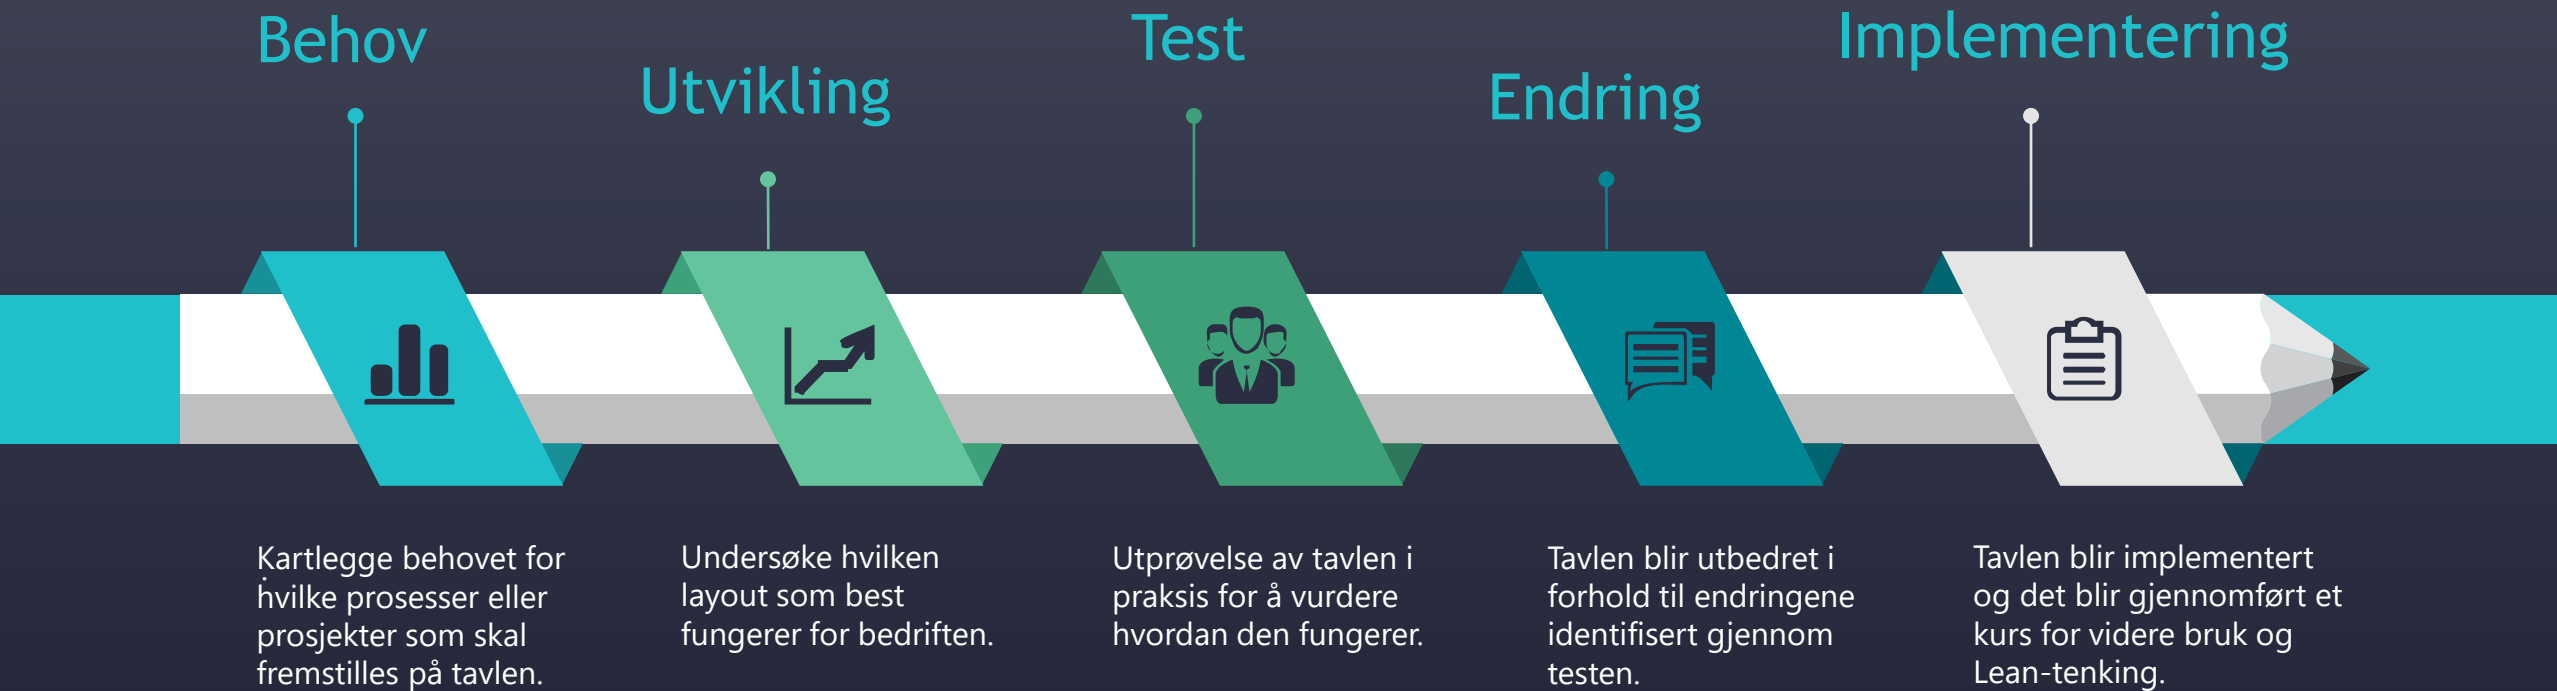 Behov
Utvikling
Test
Endring
Implementering
Kartlegge behovet for
hvilke prosesser eller
prosjekter som skal
fremstilles på tavlen.
Undersøke hvilken
layout som best
fungerer for bedriften.
Utprøvelse av tavlen i
praksis for å vurdere
hvordan den fungerer.
Tavlen blir utbedret i
forhold til endringene
identifisert gjennom
testen.
Tavlen blir implementert
og det blir gjennomført et
kurs for videre bruk og
Lean-tenking.